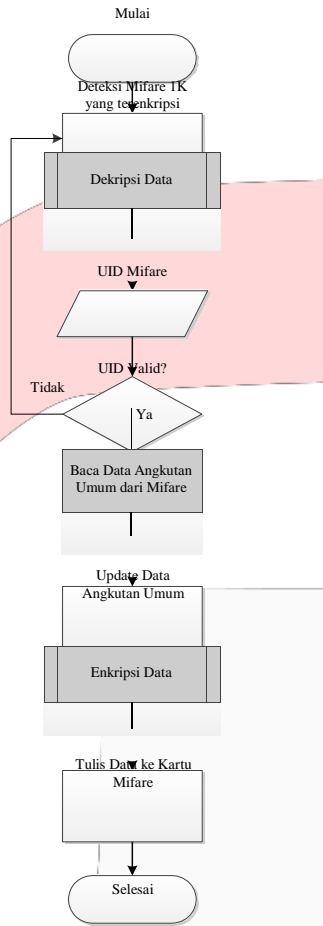 Mulai
Deteksi Mifare 1K
yang terenkripsi
Dekripsi Data
UID Mifare
UID Valid?
Tidak
Ya
Baca Data Angkutan
Umum dari Mifare
Update Data
Angkutan Umum
Enkripsi Data
Tulis Data ke Kartu
Mifare
Selesai